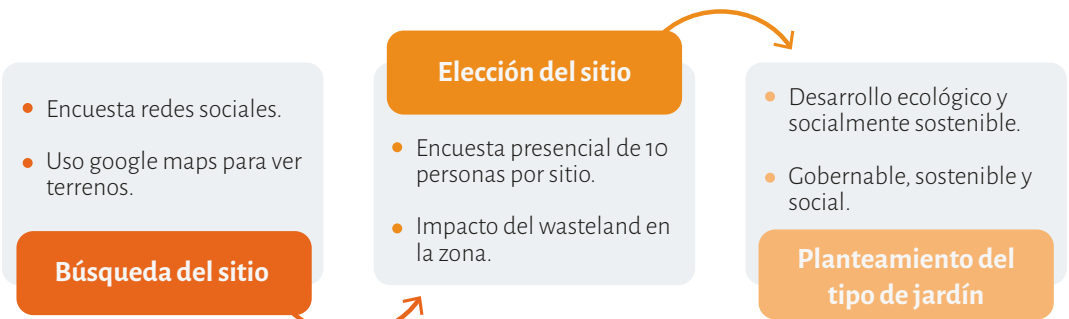 Encuesta redes sociales.
Uso google maps para ver
terrenos.
Búsqueda del sitio
Elección del sitio
Encuesta presencial de 10
personas por sitio.
Impacto del wasteland en
la zona.
Desarrollo ecológico y
socialmente sostenible.
Gobernable, sostenible y
social.
Planteamiento del
tipo de jardín